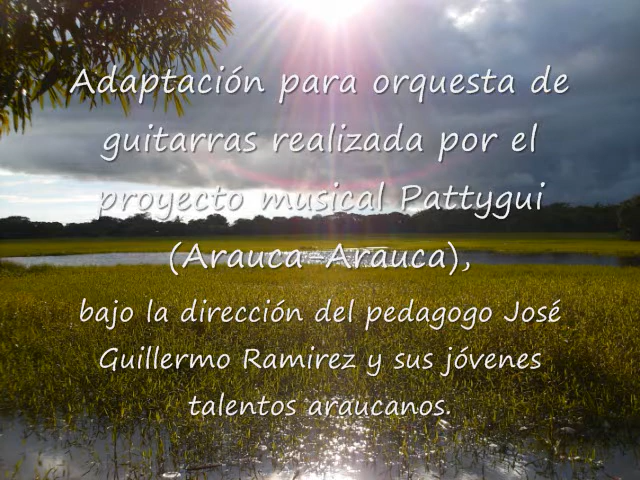 Adaptación para orquesta de
guitarras realizada por el
proyecto musical Pattygui
(Arauca-Arauca),
bajo la dirección del pedagogo José
Guillermo Ramirez y sus jóvenes
talentos araucanos.